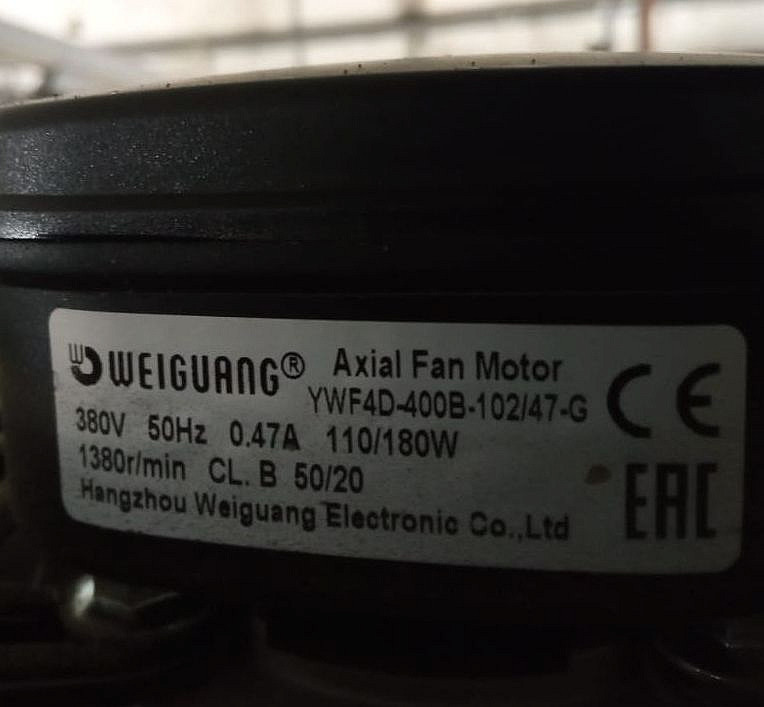 WEIGUANG® Axial Fan Motor
YWF4D-400B-102/47-G
380V 50Hz 0.47A 110/180W
1380r/min CL. B 50/20
Hangzhou Weiguang Electronic Co.,Ltd
CE
EAC